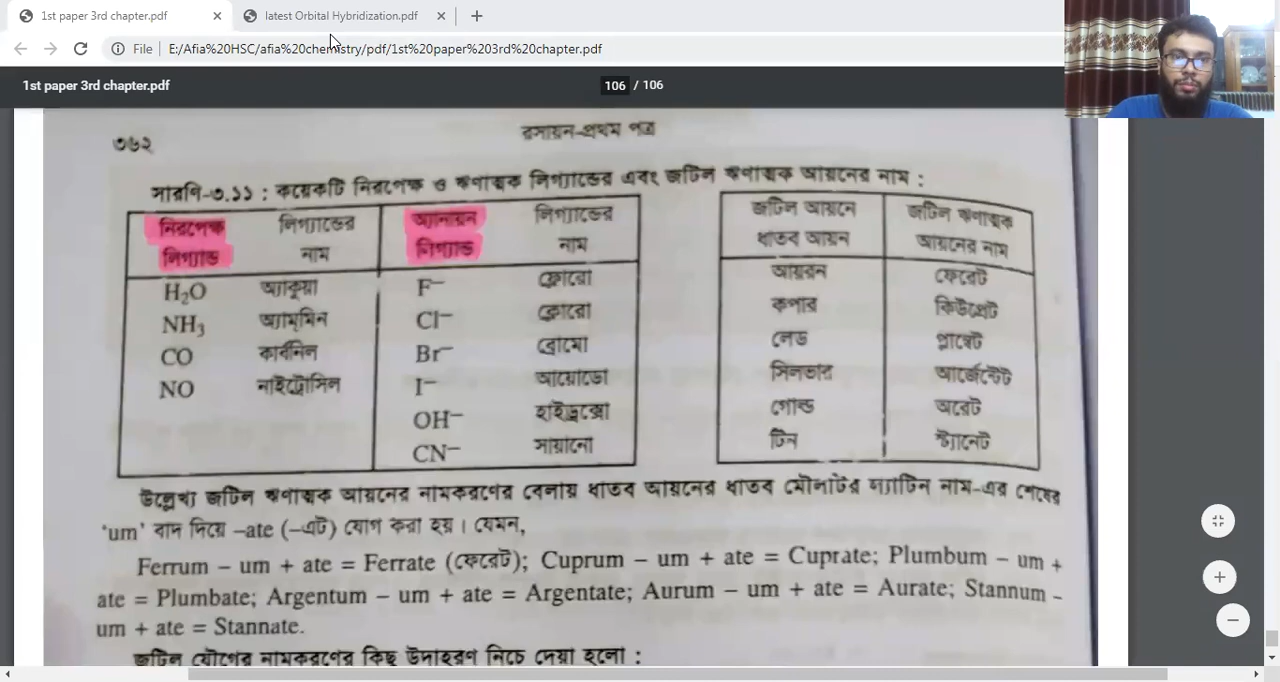 1st paper 3rd chapter.pdf
latest Orbital Hybridization.pdf
File
E:/Afia%20HSC/afia%20chemistry/pdf/1st%20paper%203rd%20chapter.pdf
1st paper 3rd chapter.pdf
106 / 106
৩৬২
রসায়ন-প্রথম পত্র
সারণি-৩.১১ : কয়েকটি নিরপেক্ষ ও ঋণাত্মক লিগ্যান্ডের এবং জটিল ঋণাত্মক আয়নের নাম :
নিরপেক্ষ লিগ্যান্ডের অ্যানায়ন লিগ্যান্ডের
লিগ্যান্ড নাম লিগ্যান্ড নাম
H₂O অ্যাকুয়া F⁻ ফ্লোরো
NH₃ অ্যাম্মিন Cl⁻ ক্লোরো
CO কার্বনিল Br⁻ ব্রোমো
NO নাইট্রোসিল I⁻ আয়োডো
OH⁻ হাইড্রক্সো
CN⁻ সায়ানো
জটিল আয়নে জটিল ঋণাত্মক
ধাতব আয়ন আয়নের নাম
আয়রন ফেরেট
কপার কিউপ্রেট
লেড প্লাম্বেট
সিলভার আর্জেন্টেট
গোল্ড অরেট
টিন স্ট্যানেট
উল্লেখ্য জটিল ঋণাত্মক আয়নের নামকরণের বেলায় ধাতব আয়নের ধাতব মৌলটির ল্যাটিন নাম-এর শেষের
‘um’ বাদ দিয়ে –ate (–এট) যোগ করা হয়। যেমন,
Ferrum – um + ate = Ferrate (ফেরেট); Cuprum – um + ate = Cuprate; Plumbum – um +
ate = Plumbate; Argentum – um + ate = Argentate; Aurum – um + ate = Aurate; Stannum –
um + ate = Stannate.
জটিল যৌগের নামকরণের কিছু উদাহরণ নিচে দেয়া হলো :